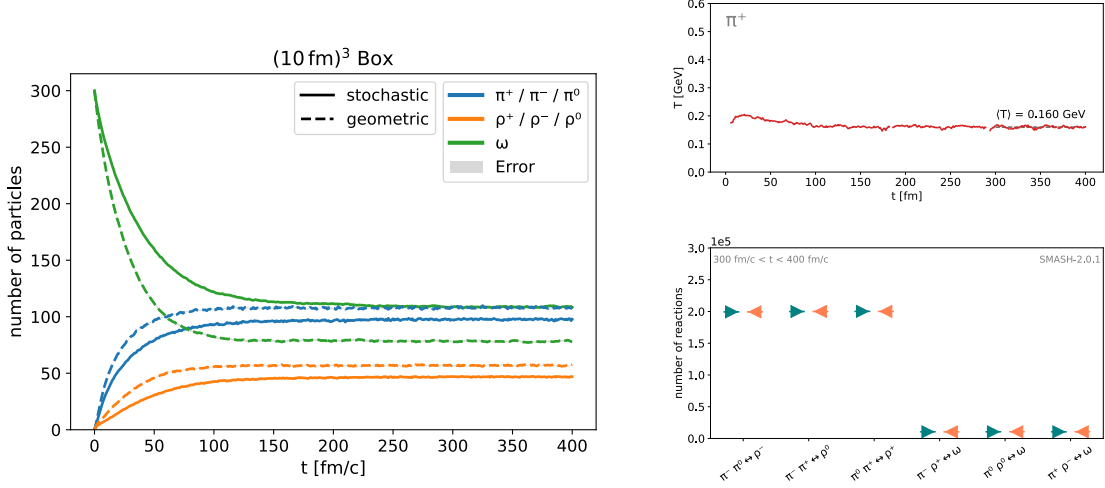 (10 fm)³ Box
number of particles
300
250
200
150
100
50
0
0 50 100 150 200 250 300 350 400
t [fm/c]
stochastic
geometric
π⁺ / π⁻ / π⁰
ρ⁺ / ρ⁻ / ρ⁰
ω
Error
π⁺
T [GeV]
0.6
0.5
0.4
0.3
0.2
0.1
0.0
⟨T⟩ = 0.160 GeV
0 50 100 150 200 250 300 350 400
t [fm]
1e5
300 fm/c < t < 400 fm/c
SMASH-2.0.1
number of reactions
3.0
2.5
2.0
1.5
1.0
0.5
0.0
π⁻ π⁰ ↔ ρ⁻
π⁻ π⁺ ↔ ρ⁰
π⁰ π⁺ ↔ ρ⁺
π⁻ ρ⁺ ↔ ω
π⁰ ρ⁰ ↔ ω
π⁺ ρ⁻ ↔ ω